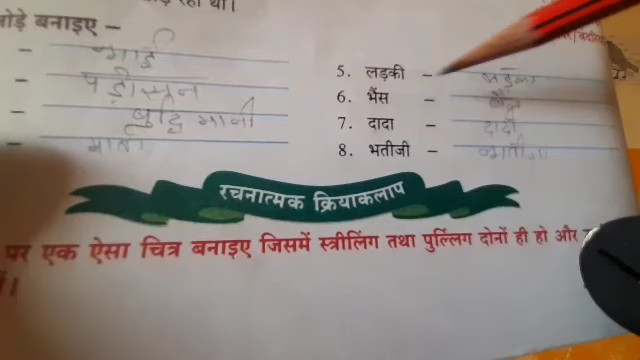 रहा था।
जोड़े बनाइए –
– भाई
– पड़ोसन
– बुद्धिमानी
–
5. लड़की – लड़का
6. भैंस –
7. दादा – दादी
8. भतीजी – भतीजा
रचनात्मक क्रियाकलाप
पर एक ऐसा चित्र बनाइए जिसमें स्त्रीलिंग तथा पुल्लिंग दोनों ही हो और